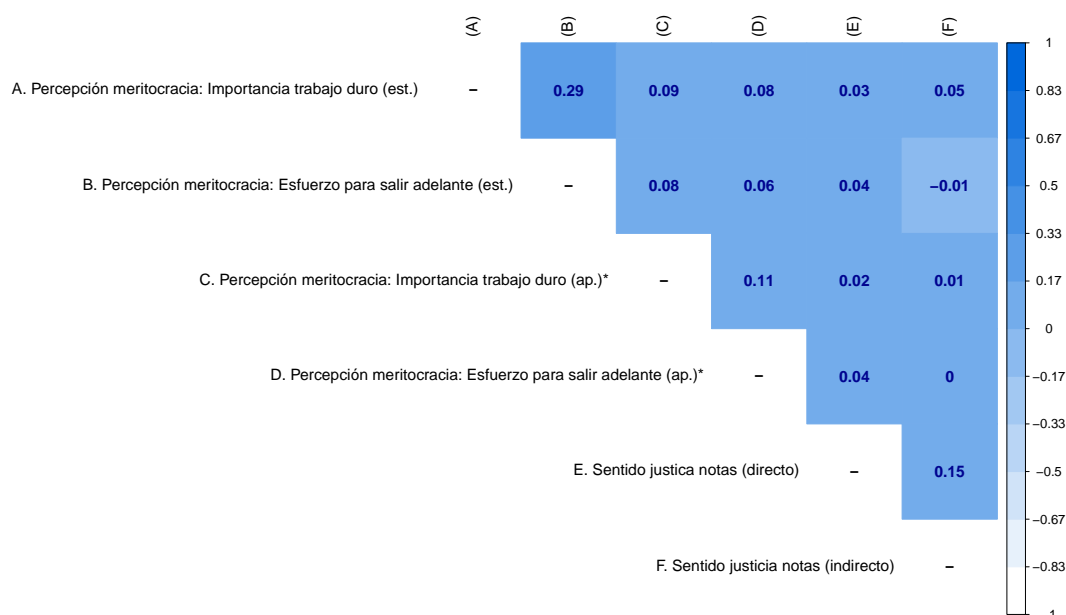 (A) (B) (C) (D) (E) (F)
A. Percepción meritocracia: Importancia trabajo duro (est.) – 0.29 0.09 0.08 0.03 0.05
B. Percepción meritocracia: Esfuerzo para salir adelante (est.) – 0.08 0.06 0.04 −0.01
C. Percepción meritocracia: Importancia trabajo duro (ap.)* – 0.11 0.02 0.01
D. Percepción meritocracia: Esfuerzo para salir adelante (ap.)* – 0.04 0
E. Sentido justica notas (directo) – 0.15
F. Sentido justicia notas (indirecto) –
1
0.83
0.67
0.5
0.33
0.17
0
−0.17
−0.33
−0.5
−0.67
−0.83
−1